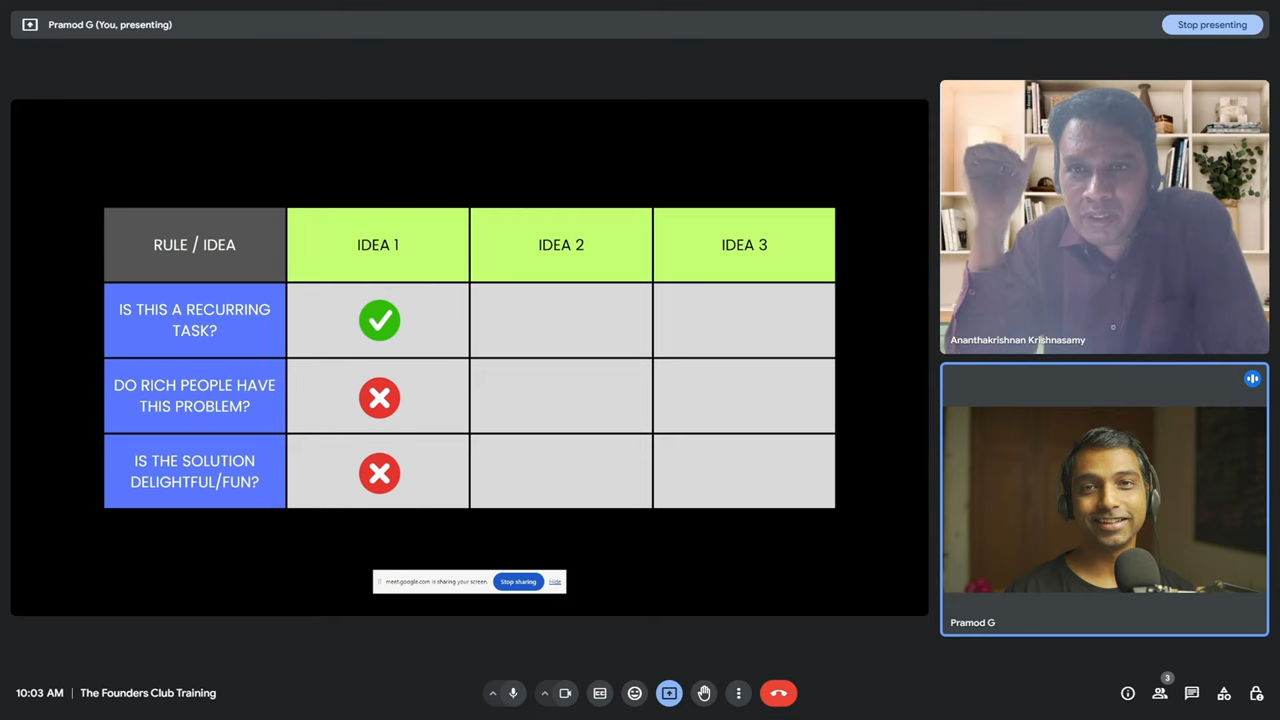 Pramod G (You, presenting)
Stop presenting
RULE / IDEA
IDEA 1
IDEA 2
IDEA 3
IS THIS A RECURRING
TASK?
DO RICH PEOPLE HAVE
THIS PROBLEM?
IS THE SOLUTION
DELIGHTFUL/FUN?
meet.google.com is sharing your screen.
Stop sharing
Hide
Ananthakrishnan Krishnasamy
Pramod G
10:03 AM | The Founders Club Training
3